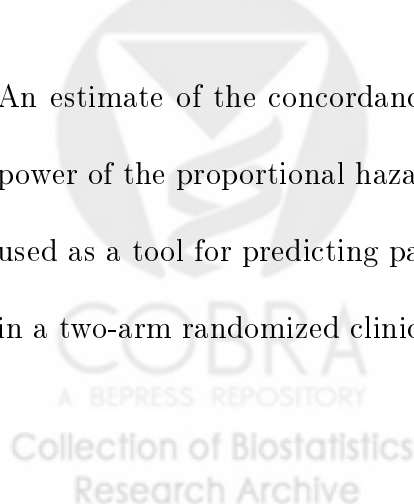 An estimate of the concordanc
power of the proportional haza
used as a tool for predicting pa
in a two-arm randomized clinic
COBRA
A BEPRESS REPOSITORY
Collection of Biostatistics
Research Archive